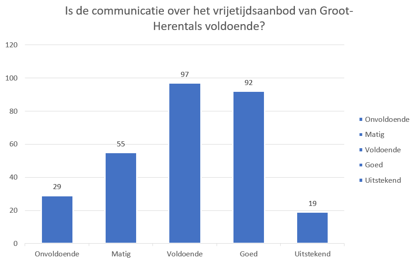 Is de communicatie over het vrijetijdsaanbod van Groot-
Herentals voldoende?
120
100
80
60
40
20
0
29
55
97
92
19
Onvoldoende
Matig
Voldoende
Goed
Uitstekend
Onvoldoende
Matig
Voldoende
Goed
Uitstekend